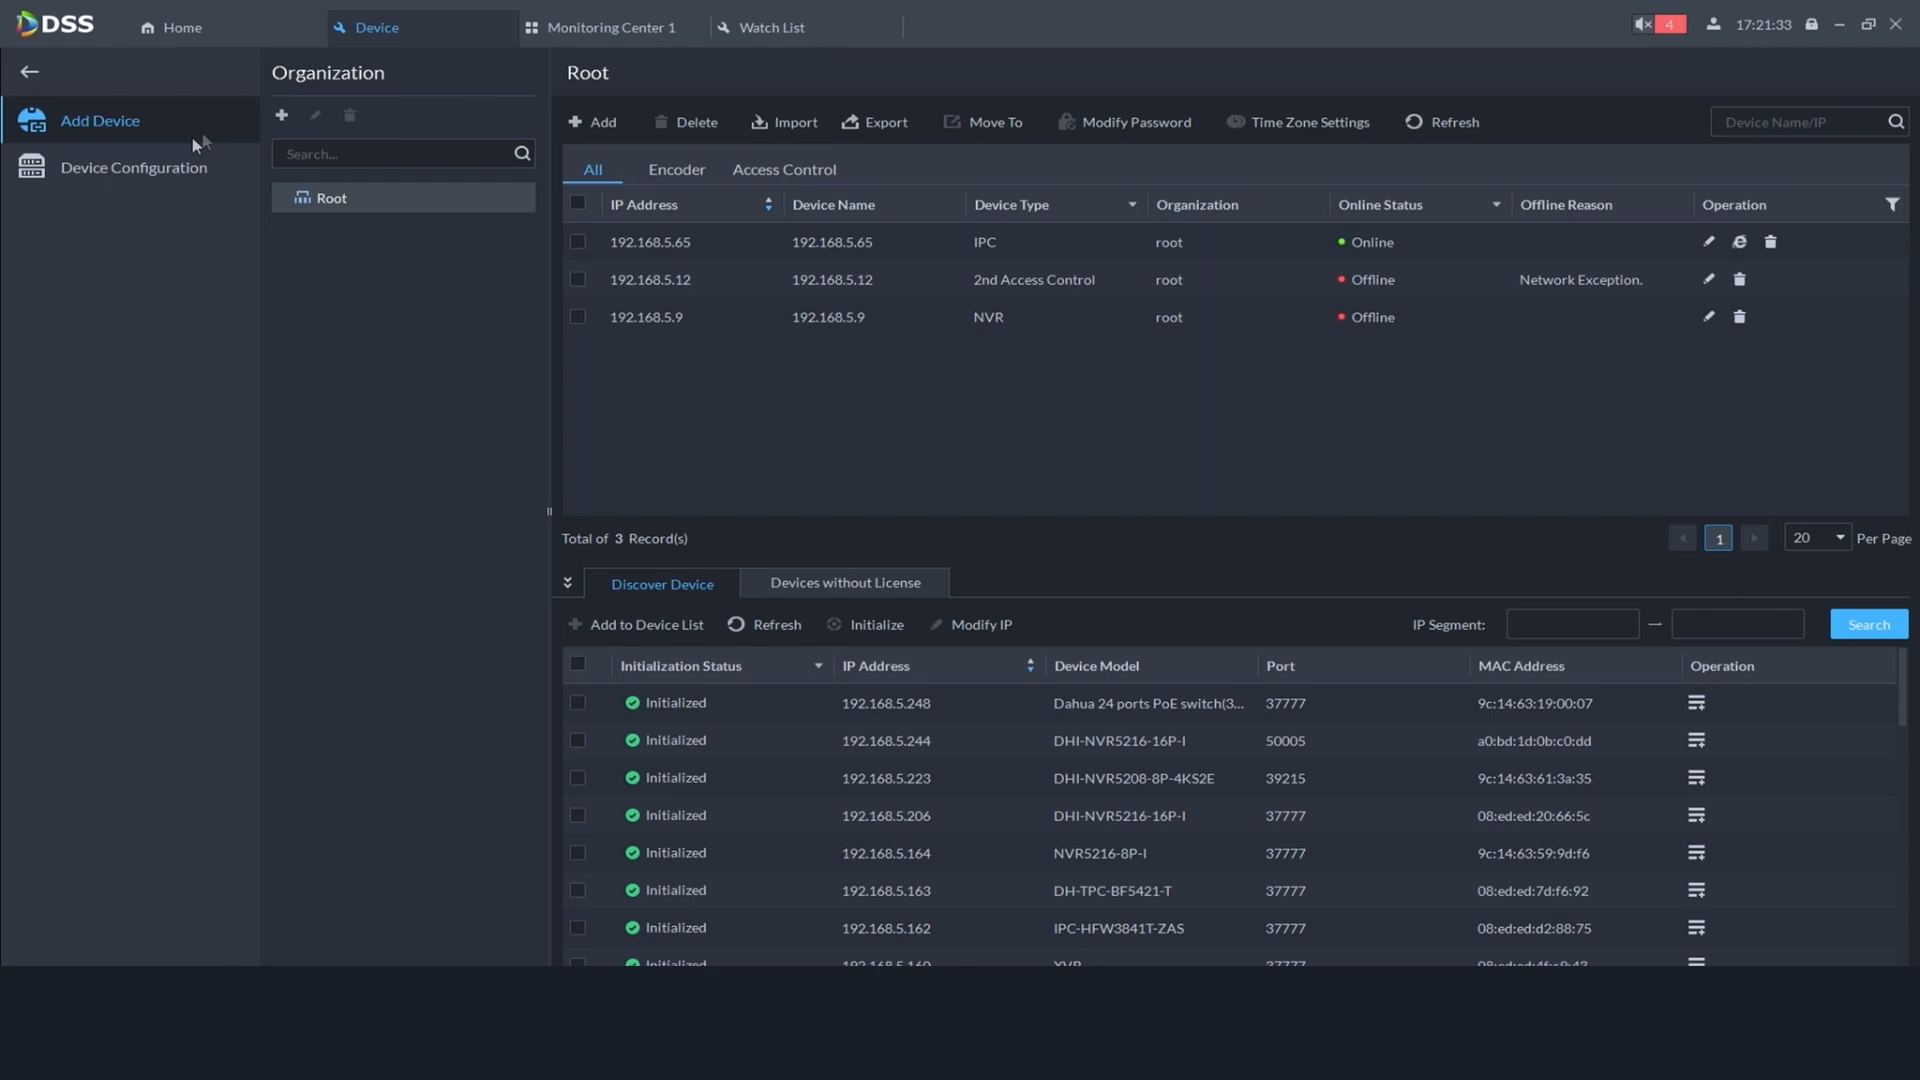 DSS Home Device Monitoring Center 1 Watch List 4 17:21:33
Organization Root
Add Device
Device Configuration
Search...
Root
Add Delete Import Export Move To Modify Password Time Zone Settings Refresh Device Name/IP
All Encoder Access Control
IP Address Device Name Device Type Organization Online Status Offline Reason Operation
192.168.5.65 192.168.5.65 IPC root Online
192.168.5.12 192.168.5.12 2nd Access Control root Offline Network Exception.
192.168.5.9 192.168.5.9 NVR root Offline
Total of 3 Record(s) 1 20 Per Page
Discover Device Devices without License
Add to Device List Refresh Initialize Modify IP IP Segment: — Search
Initialization Status IP Address Device Model Port MAC Address Operation
Initialized 192.168.5.248 Dahua 24 ports PoE switch(3... 37777 9c:14:63:19:00:07
Initialized 192.168.5.244 DHI-NVR5216-16P-I 50005 a0:bd:1d:0b:c0:dd
Initialized 192.168.5.223 DHI-NVR5208-8P-4KS2E 39215 9c:14:63:61:3a:35
Initialized 192.168.5.206 DHI-NVR5216-16P-I 37777 08:ed:ed:20:66:5c
Initialized 192.168.5.164 NVR5216-8P-I 37777 9c:14:63:59:9d:f6
Initialized 192.168.5.163 DH-TPC-BF5421-T 37777 08:ed:ed:7d:f6:92
Initialized 192.168.5.162 IPC-HFW3841T-ZAS 37777 08:ed:ed:d2:88:75
Initialized 192.168.5.160 XVR 37777